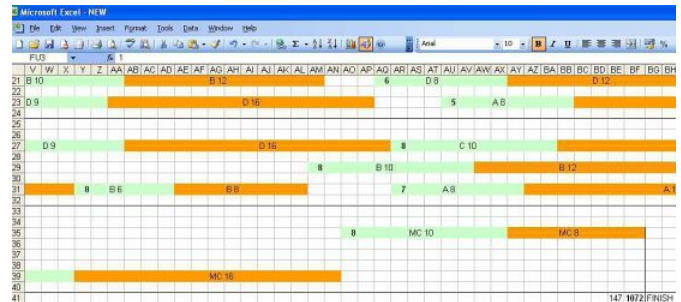 Microsoft Excel - NEW
File Edit View Insert Format Tools Data Window Help
Arial 10 B I U %
FU3 fx 1
V W X Y Z AA AB AC AD AE AF AG AH AI AJ AK AL AM AN AO AP AQ AR AS AT AU AV AW AX AY AZ BA BB BC BD BE BF BG BH
21 B 10 B 12 6 D 8 D 12
22
23 D 9 D 16 5 A 8
24
25
26
27 D 9 D 16 8 C 10
28
29 8 B 10 B 12
30
31 8 B 6 B 8 7 A 8 A 1
32
33
34
35 8 MC 10 MC 8
38
39 MC 16
40
41 147 1072 FINISH